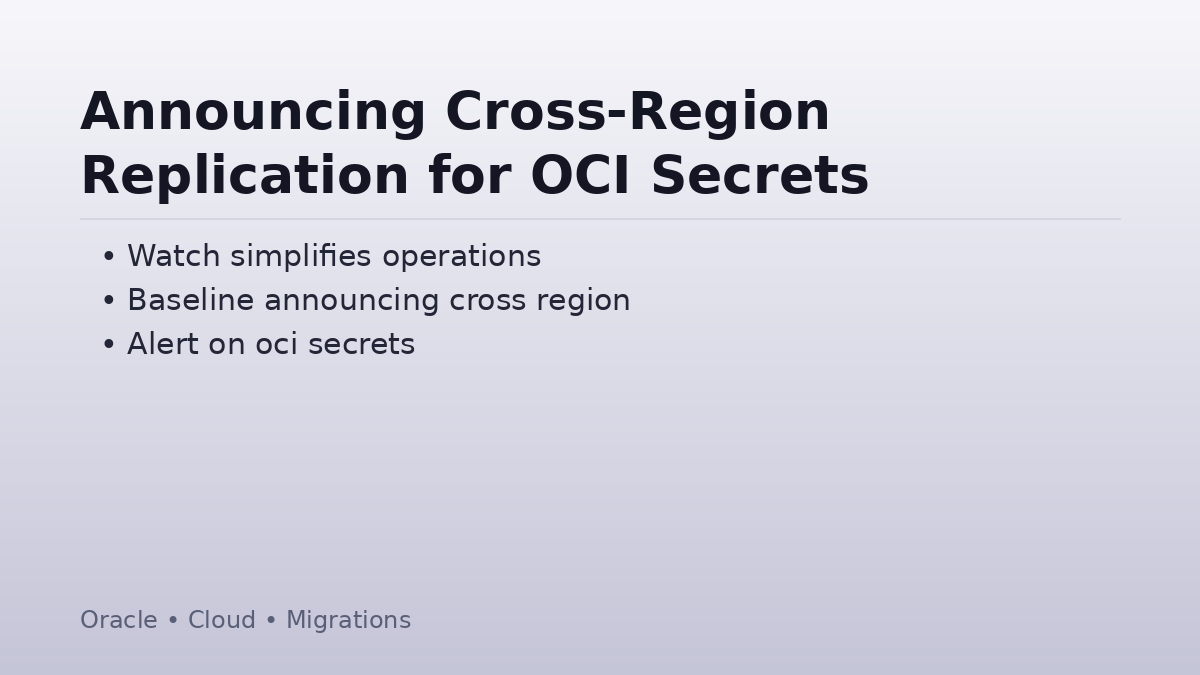 Announcing Cross-Region
Replication for OCI Secrets
• Watch simplifies operations
• Baseline announcing cross region
• Alert on oci secrets
Oracle • Cloud • Migrations